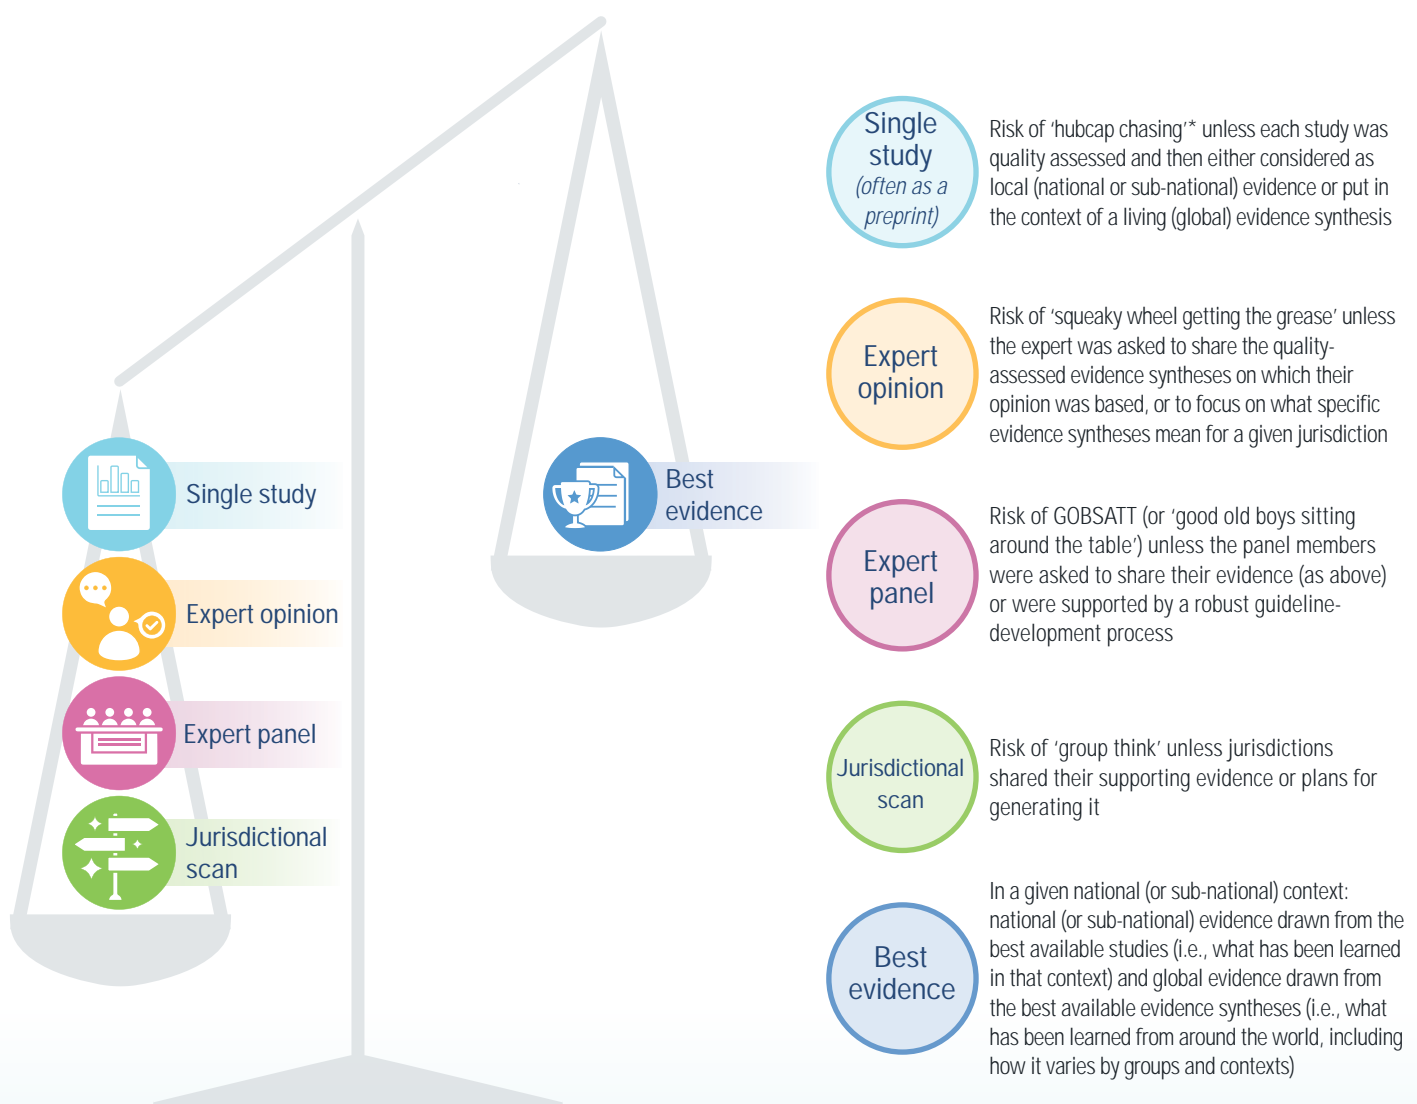 Single study
Expert opinion
Expert panel
Jurisdictional
scan
Best
evidence
Single
study
(often as a
preprint)
Risk of ‘hubcap chasing’* unless each study was
quality assessed and then either considered as
local (national or sub-national) evidence or put in
the context of a living (global) evidence synthesis
Expert
opinion
Risk of ‘squeaky wheel getting the grease’ unless
the expert was asked to share the quality-
assessed evidence syntheses on which their
opinion was based, or to focus on what specific
evidence syntheses mean for a given jurisdiction
Expert
panel
Risk of GOBSATT (or ‘good old boys sitting
around the table’) unless the panel members
were asked to share their evidence (as above)
or were supported by a robust guideline-
development process
Jurisdictional
scan
Risk of ‘group think’ unless jurisdictions
shared their supporting evidence or plans for
generating it
Best
evidence
In a given national (or sub-national) context:
national (or sub-national) evidence drawn from the
best available studies (i.e., what has been learned
in that context) and global evidence drawn from
the best available evidence syntheses (i.e., what
has been learned from around the world, including
how it varies by groups and contexts)